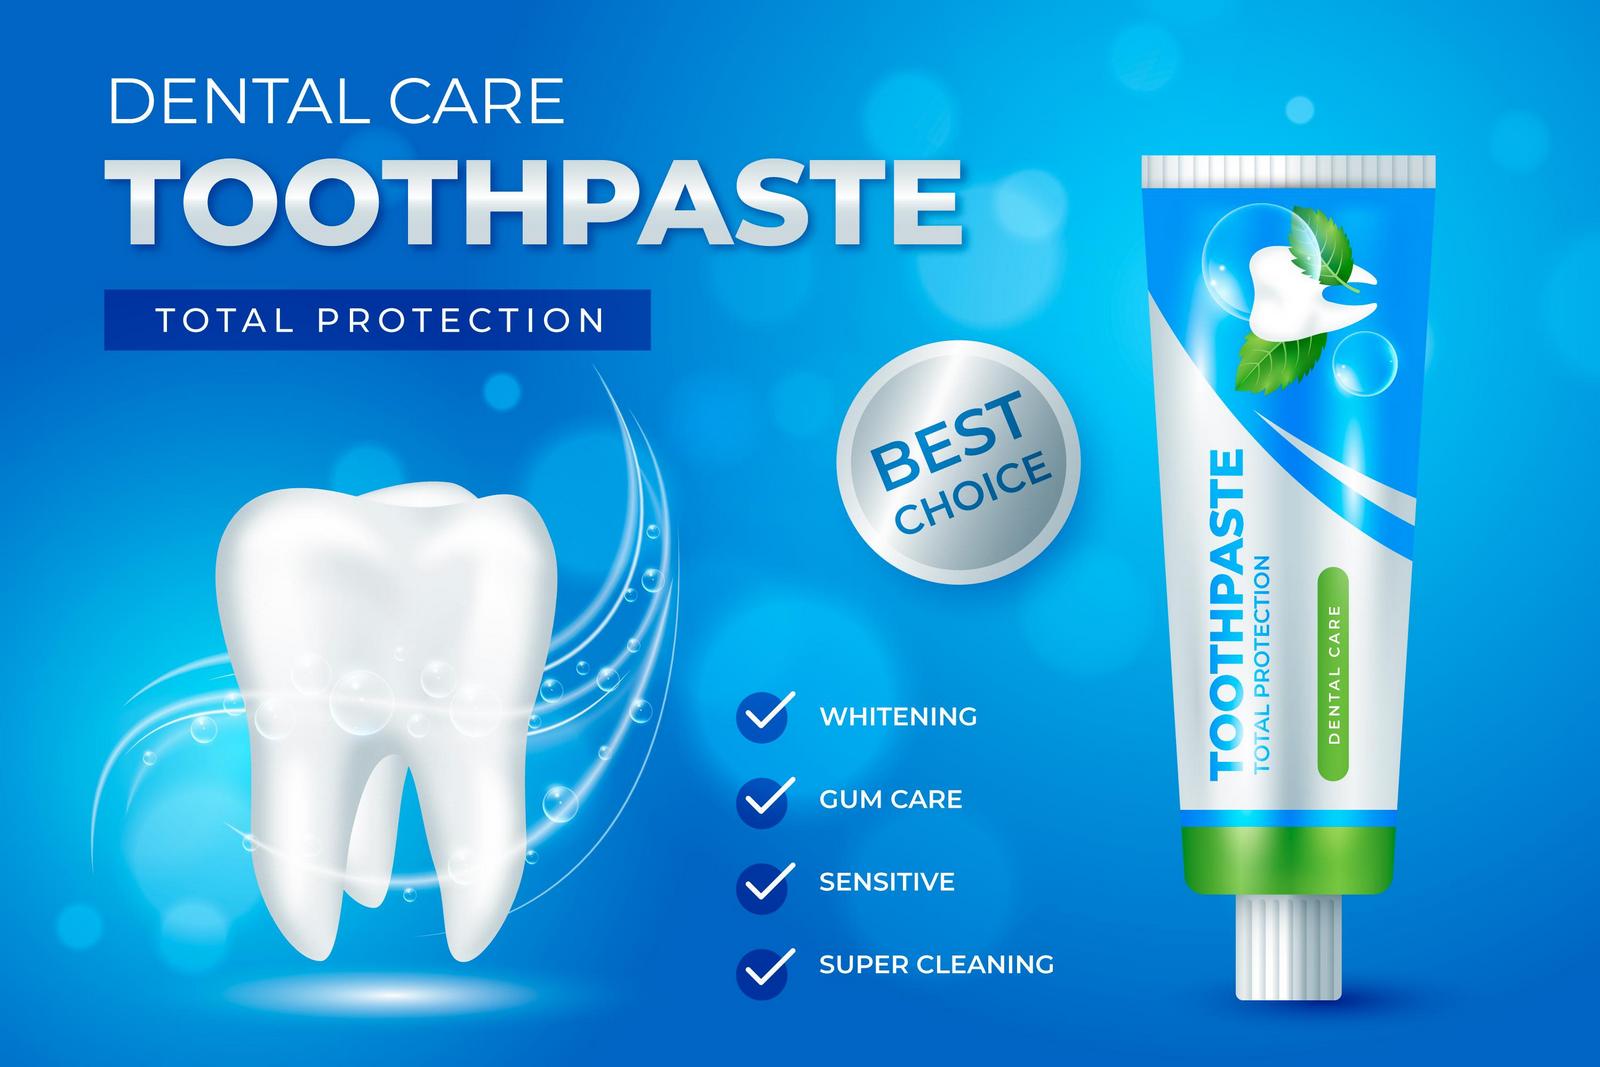 DENTAL CARE
TOOTHPASTE
TOTAL PROTECTION
BEST
CHOICE
WHITENING
GUM CARE
SENSITIVE
SUPER CLEANING
TOOTHPASTE
TOTAL PROTECTION
DENTAL CARE